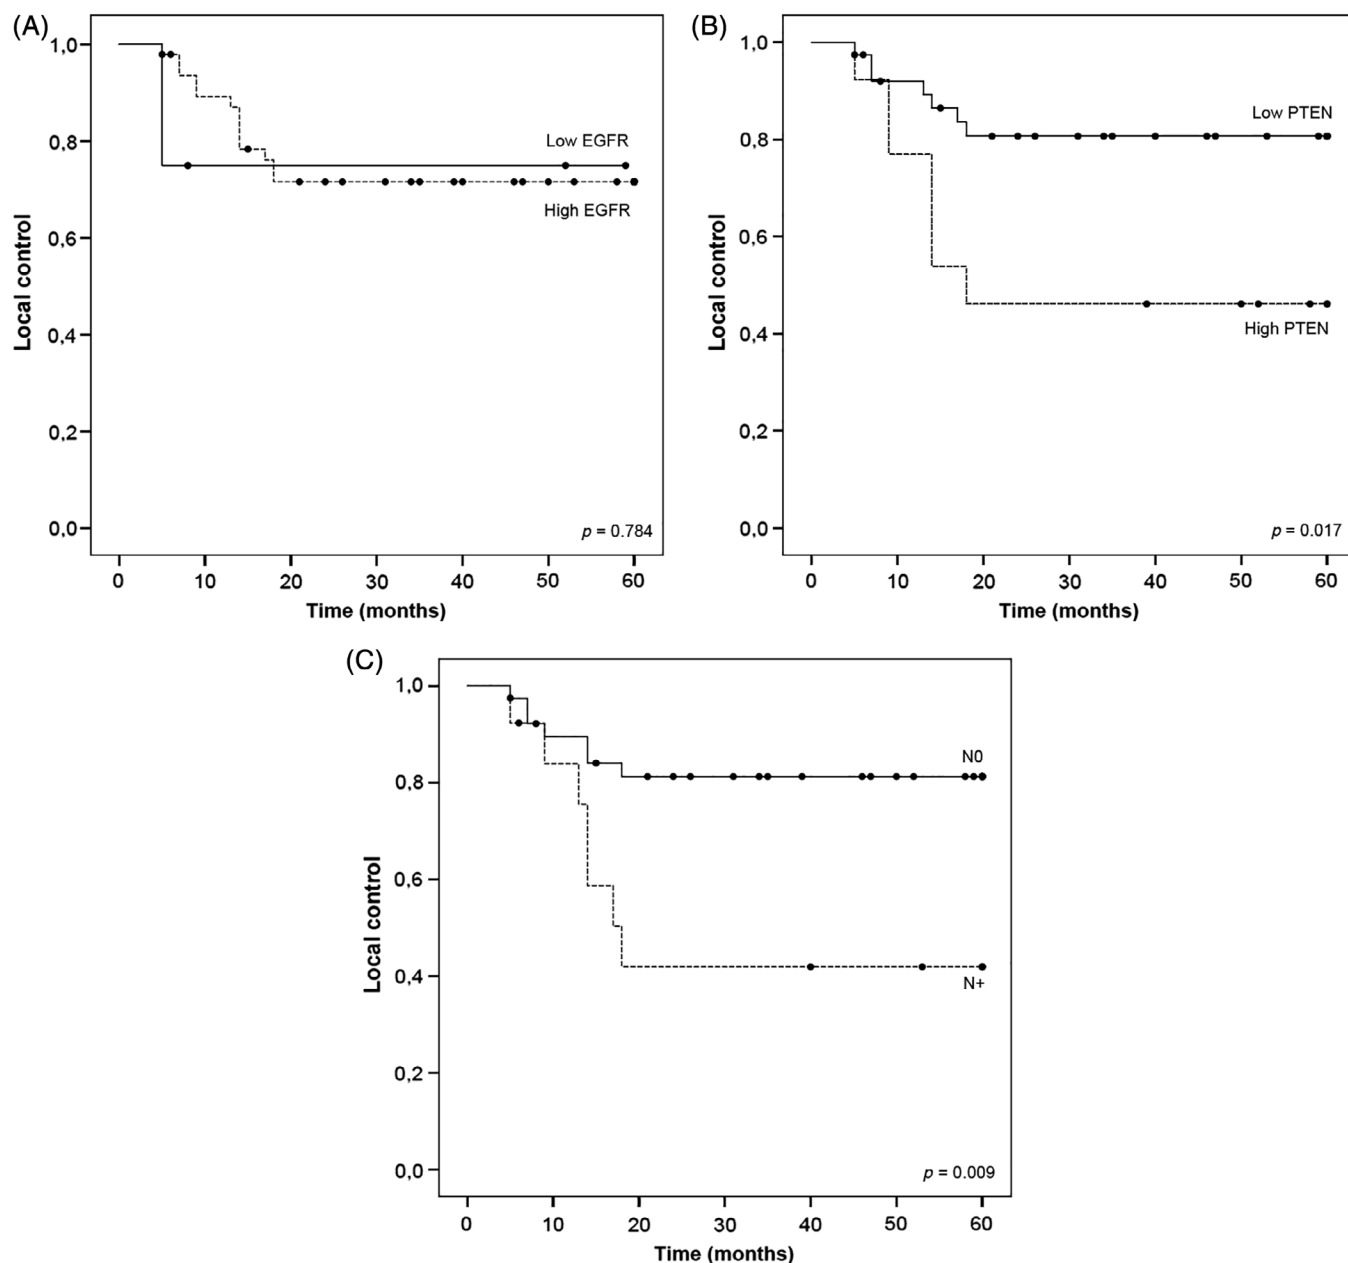 (A)
1,0
0,8
0,6
0,4
0,2
0,0
Local control
Low EGFR
High EGFR
p = 0.784
0 10 20 30 40 50 60
Time (months)
(B)
1,0
0,8
0,6
0,4
0,2
0,0
Local control
Low PTEN
High PTEN
p = 0.017
0 10 20 30 40 50 60
Time (months)
(C)
1,0
0,8
0,6
0,4
0,2
0,0
Local control
N0
N+
p = 0.009
0 10 20 30 40 50 60
Time (months)